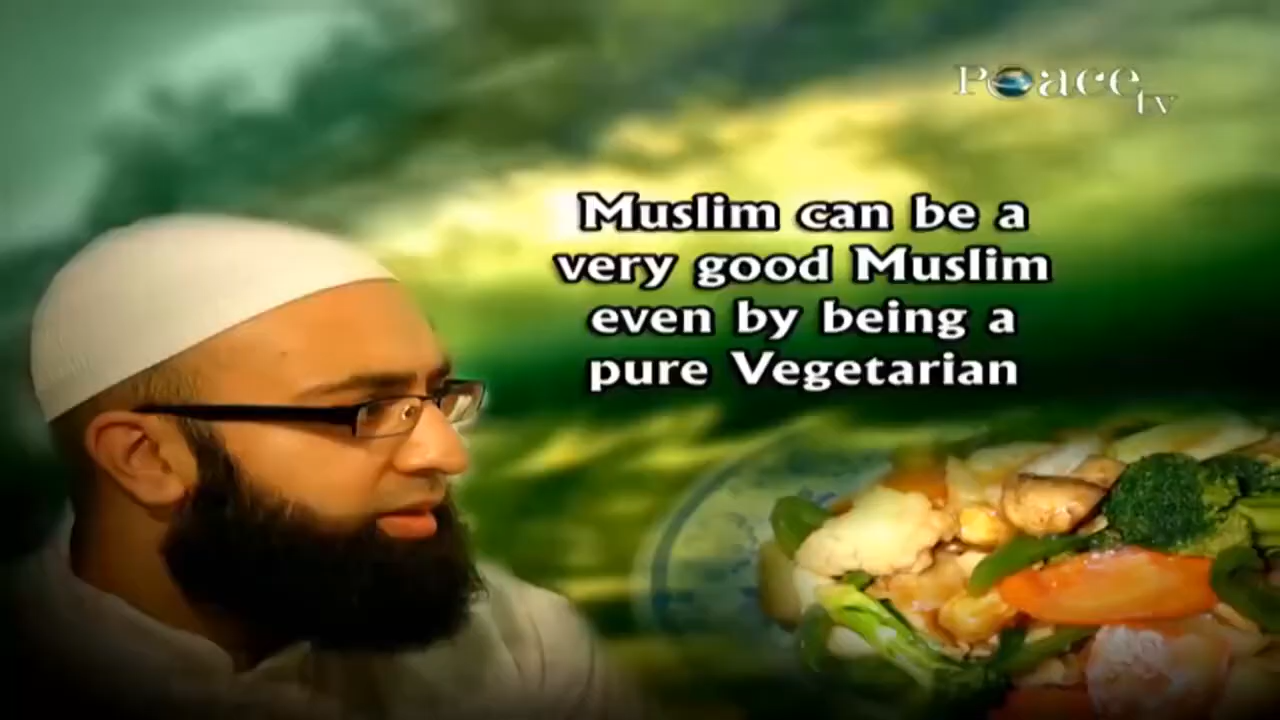 Peace tv
Muslim can be a
very good Muslim
even by being a
pure Vegetarian